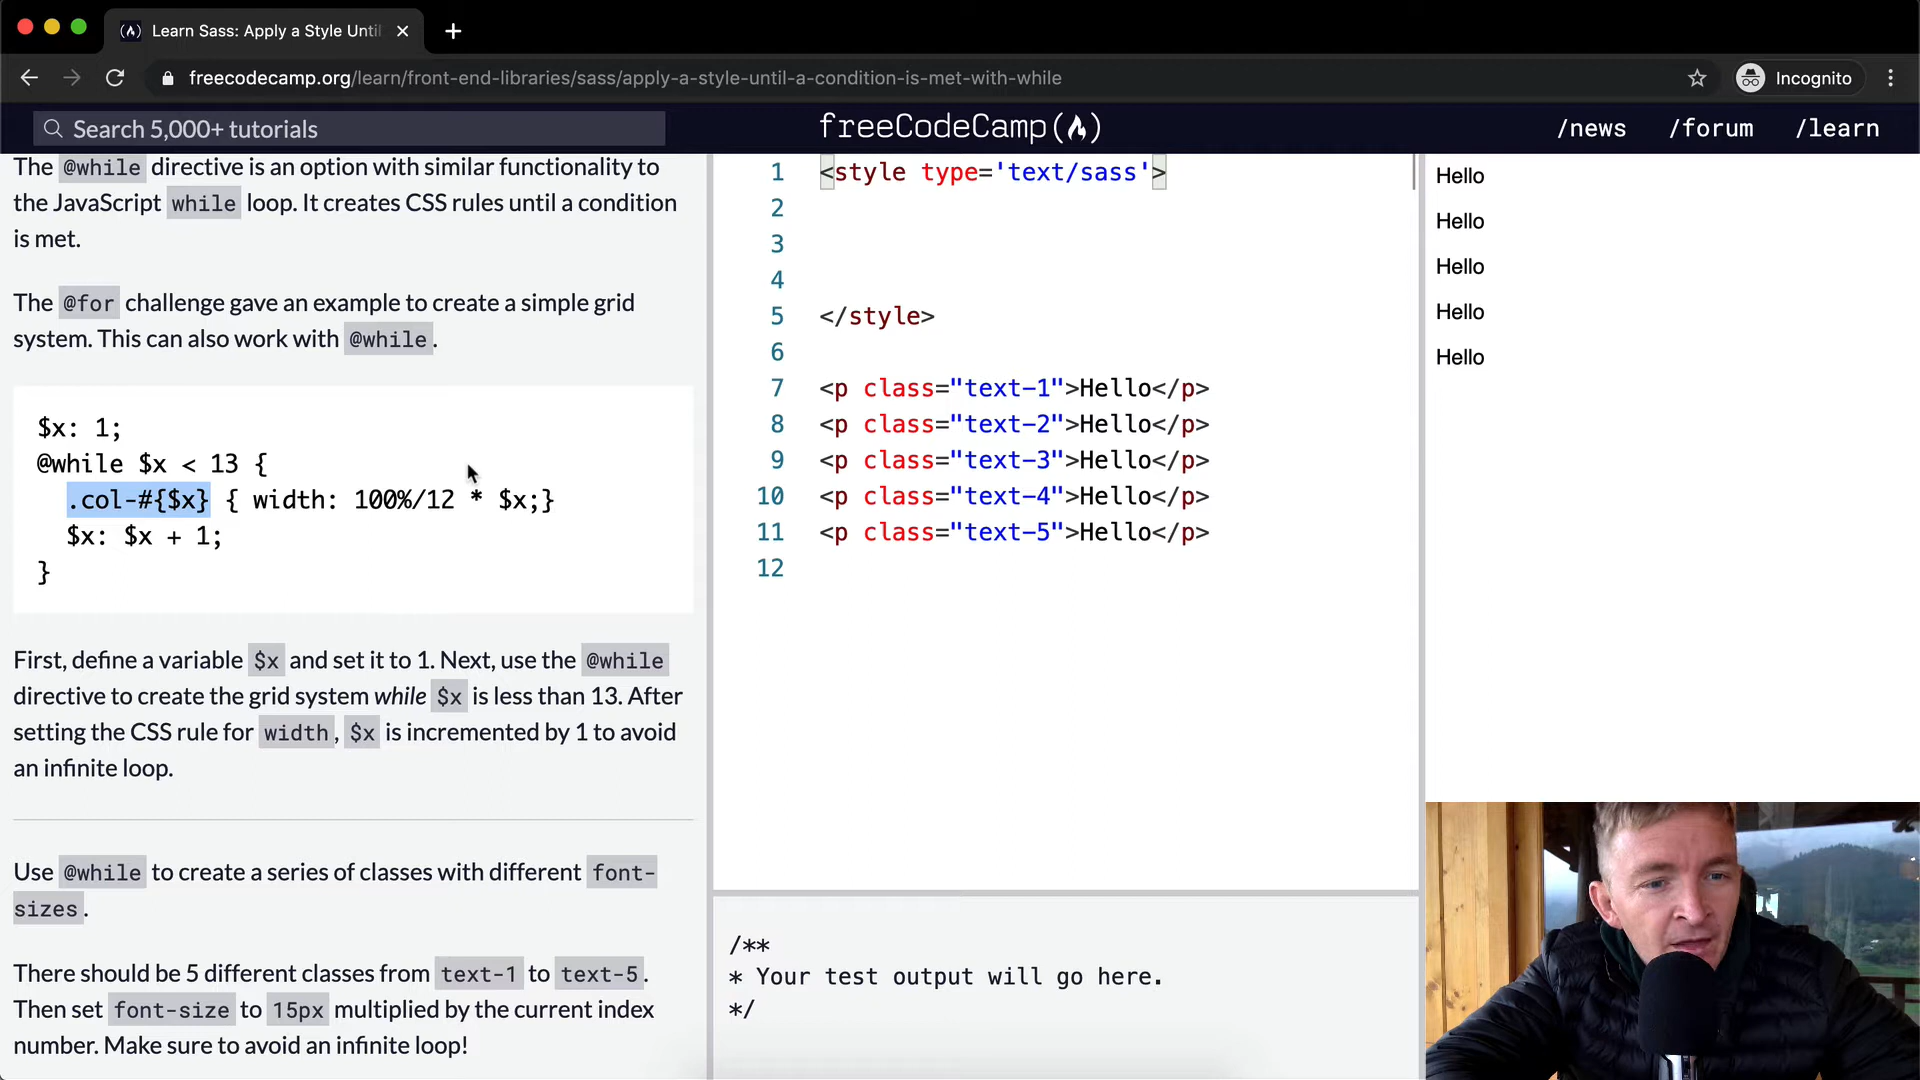 Learn Sass: Apply a Style Until
freecodecamp.org/learn/front-end-libraries/sass/apply-a-style-until-a-condition-is-met-with-while
Incognito
Search 5,000+ tutorials
freeCodeCamp(🔥)
/news /forum /learn
The @while directive is an option with similar functionality to
the JavaScript while loop. It creates CSS rules until a condition
is met.
The @for challenge gave an example to create a simple grid
system. This can also work with @while.
$x: 1;
@while $x < 13 {
.col-#{$x} { width: 100%/12 * $x;}
$x: $x + 1;
}
First, define a variable $x and set it to 1. Next, use the @while
directive to create the grid system while $x is less than 13. After
setting the CSS rule for width, $x is incremented by 1 to avoid
an infinite loop.
Use @while to create a series of classes with different font-
sizes.
There should be 5 different classes from text-1 to text-5.
Then set font-size to 15px multiplied by the current index
number. Make sure to avoid an infinite loop!
1 <style type='text/sass'>
2
3
4
5 </style>
6
7 <p class="text-1">Hello</p>
8 <p class="text-2">Hello</p>
9 <p class="text-3">Hello</p>
10 <p class="text-4">Hello</p>
11 <p class="text-5">Hello</p>
12
/**
* Your test output will go here.
*/
Hello
Hello
Hello
Hello
Hello